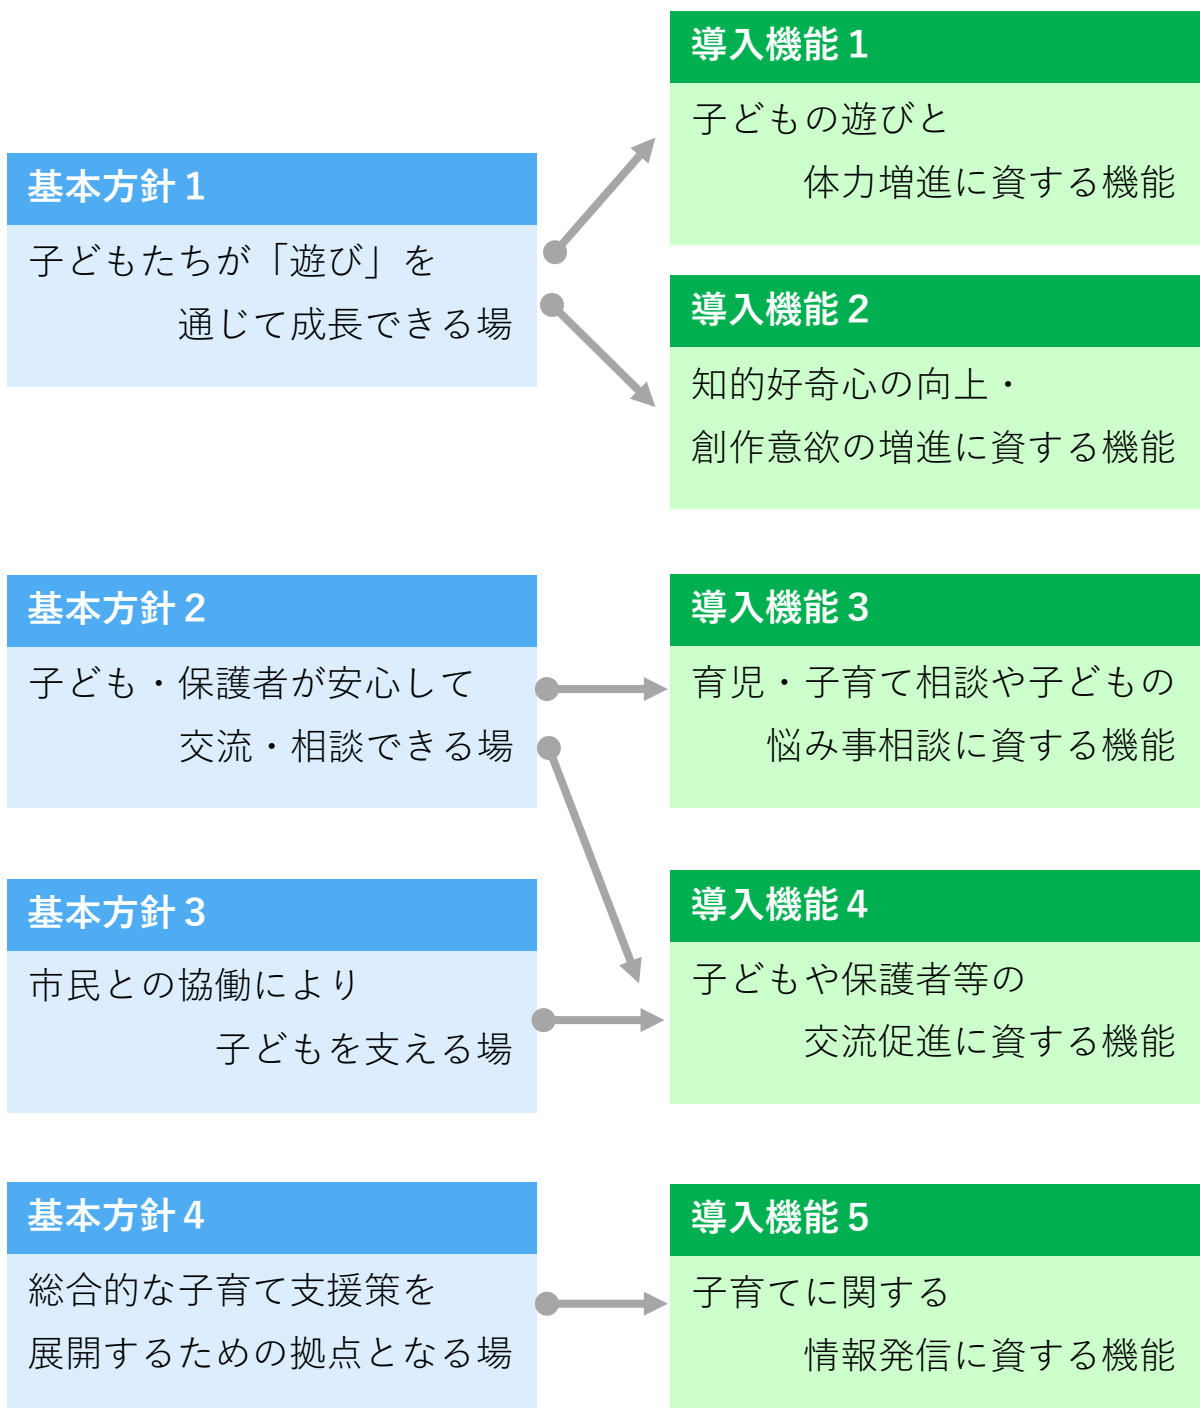 基本方針１
子どもたちが「遊び」を
通じて成長できる場
導入機能１
子どもの遊びと
体力増進に資する機能
導入機能２
知的好奇心の向上・
創作意欲の増進に資する機能
基本方針２
子ども・保護者が安心して
交流・相談できる場
導入機能３
育児・子育て相談や子どもの
悩み事相談に資する機能
基本方針３
市民との協働により
子どもを支える場
導入機能４
子どもや保護者等の
交流促進に資する機能
基本方針４
総合的な子育て支援策を
展開するための拠点となる場
導入機能５
子育てに関する
情報発信に資する機能